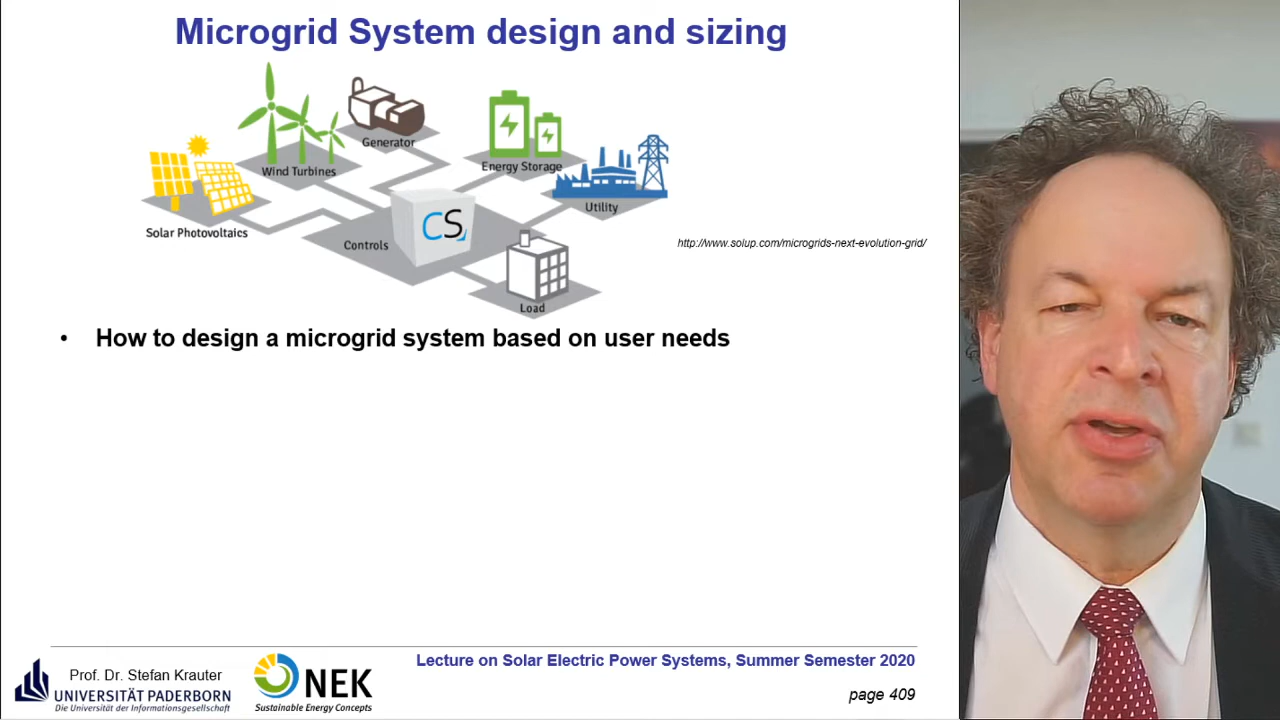 Microgrid System design and sizing
Generator
Wind Turbines
Energy Storage
Utility
Solar Photovoltaics
Controls
CS
Load
http://www.solup.com/microgrids-next-evolution-grid/
• How to design a microgrid system based on user needs
Prof. Dr. Stefan Krauter
UNIVERSITÄT PADERBORN
Die Universität der Informationsgesellschaft
NEK
Sustainable Energy Concepts
Lecture on Solar Electric Power Systems, Summer Semester 2020
page 409